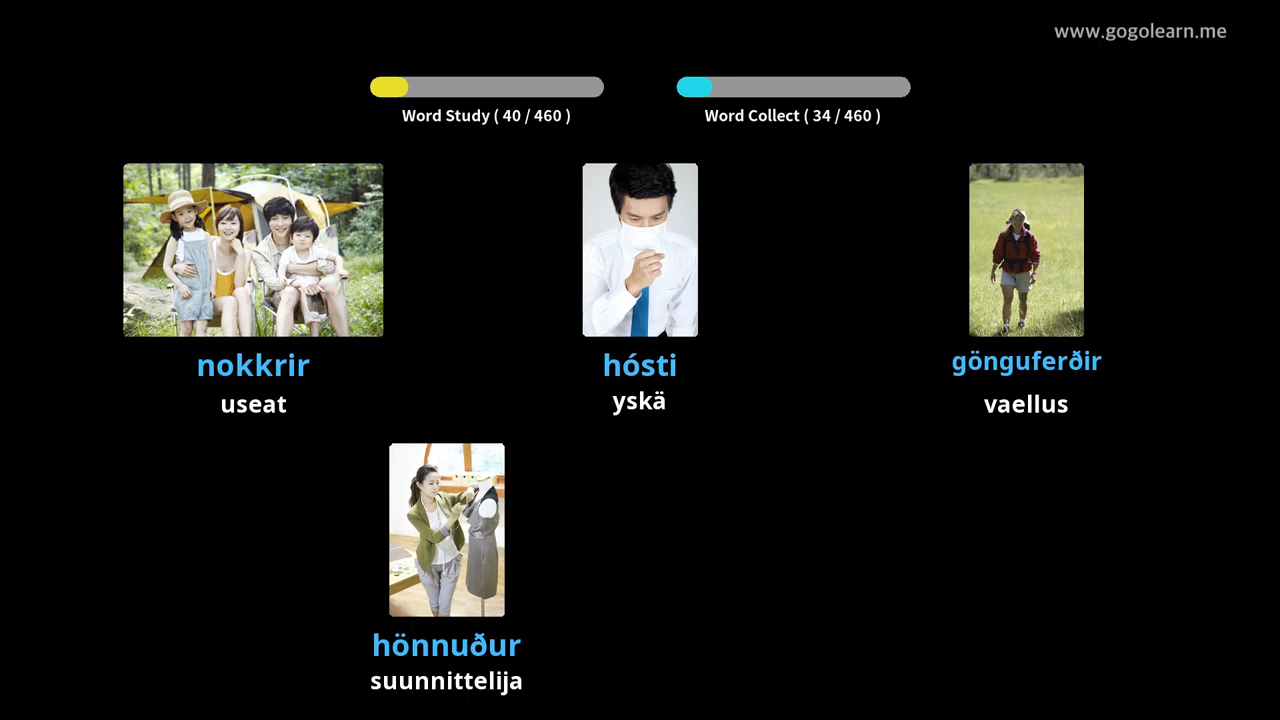 www.gogolearn.me
Word Study ( 40 / 460 )
Word Collect ( 34 / 460 )
nokkrir
useat
hósti
yskä
gönguferðir
vaellus
hönnuður
suunnittelija